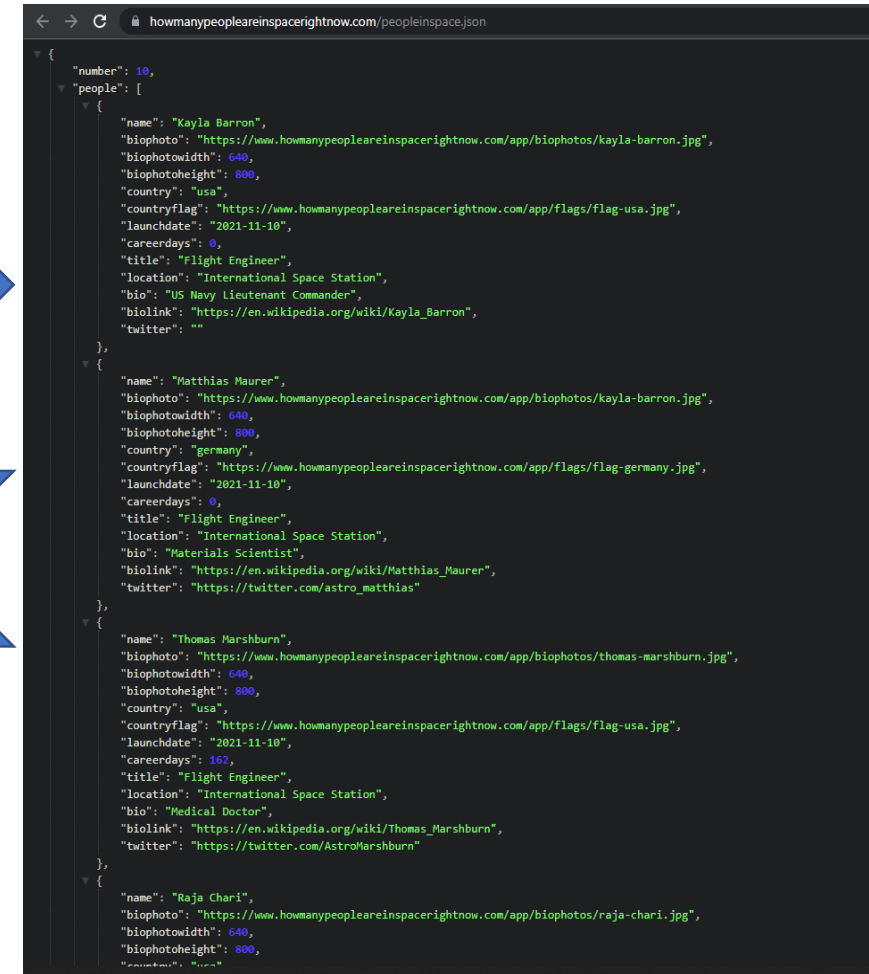 howmanypeopleareinspacerightnow.com/peopleinspace.json
{
"number": 10,
"people": [
{
"name": "Kayla Barron",
"biophoto": "https://www.howmanypeopleareinspacerightnow.com/app/biophotos/kayla-barron.jpg",
"biophotowidth": 640,
"biophotoheight": 800,
"country": "usa",
"countryflag": "https://www.howmanypeopleareinspacerightnow.com/app/flags/flag-usa.jpg",
"launchdate": "2021-11-10",
"careerdays": 0,
"title": "Flight Engineer",
"location": "International Space Station",
"bio": "US Navy Lieutenant Commander",
"biolink": "https://en.wikipedia.org/wiki/Kayla_Barron",
"twitter": ""
},
{
"name": "Matthias Maurer",
"biophoto": "https://www.howmanypeopleareinspacerightnow.com/app/biophotos/kayla-barron.jpg",
"biophotowidth": 640,
"biophotoheight": 800,
"country": "germany",
"countryflag": "https://www.howmanypeopleareinspacerightnow.com/app/flags/flag-germany.jpg",
"launchdate": "2021-11-10",
"careerdays": 0,
"title": "Flight Engineer",
"location": "International Space Station",
"bio": "Materials Scientist",
"biolink": "https://en.wikipedia.org/wiki/Matthias_Maurer",
"twitter": "https://twitter.com/astro_matthias"
},
{
"name": "Thomas Marshburn",
"biophoto": "https://www.howmanypeopleareinspacerightnow.com/app/biophotos/thomas-marshburn.jpg",
"biophotowidth": 640,
"biophotoheight": 800,
"country": "usa",
"countryflag": "https://www.howmanypeopleareinspacerightnow.com/app/flags/flag-usa.jpg",
"launchdate": "2021-11-10",
"careerdays": 162,
"title": "Flight Engineer",
"location": "International Space Station",
"bio": "Medical Doctor",
"biolink": "https://en.wikipedia.org/wiki/Thomas_Marshburn",
"twitter": "https://twitter.com/AstroMarshburn"
},
{
"name": "Raja Chari",
"biophoto": "https://www.howmanypeopleareinspacerightnow.com/app/biophotos/raja-chari.jpg",
"biophotowidth": 640,
"biophotoheight": 800,
"country": "usa"